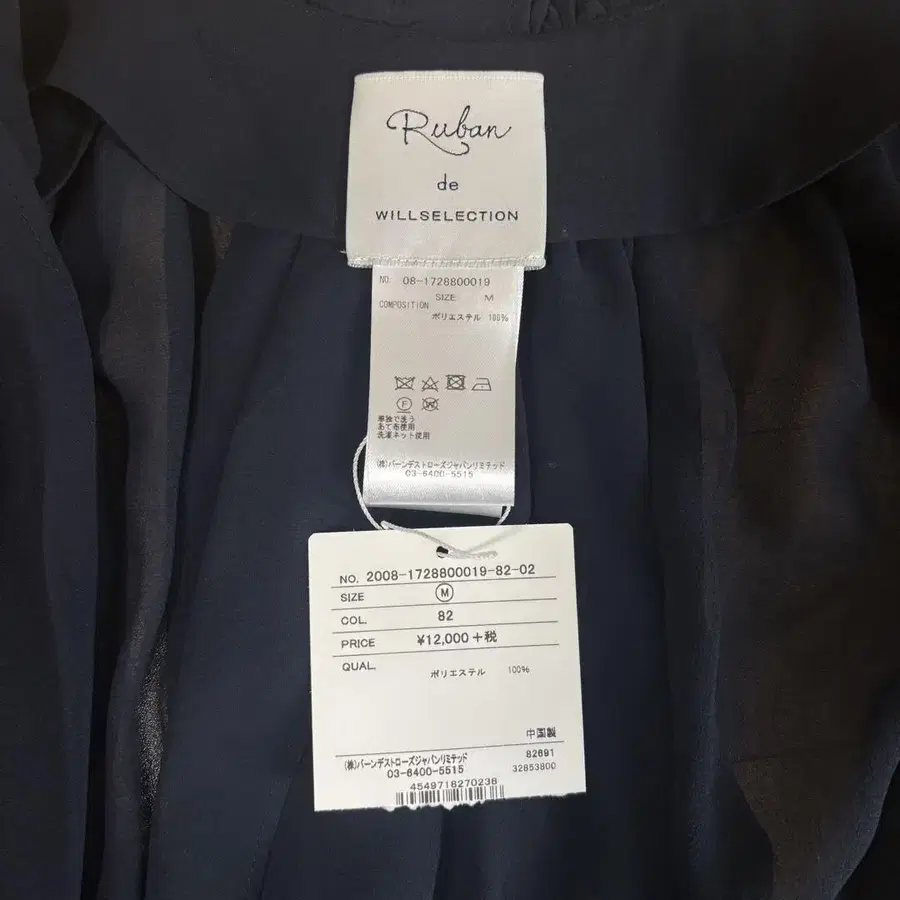 Ruban
de
WILLSELECTION
NO. 08-1728800019
SIZE M
COMPOSITION
ポリエステル 100%
F
W
単独で洗う
あて布使用
洗濯ネット使用
(株)バーンデストローズジャパンリミテッド
03-6400-5515
NO. 2008-1728800019-82-02
SIZE M
COL. 82
PRICE ¥12,000+税
QUAL. ポリエステル 100%
中国製
(株)バーンデストローズジャパンリミテッド 82691
03-6400-5515 32853800
4549718270238